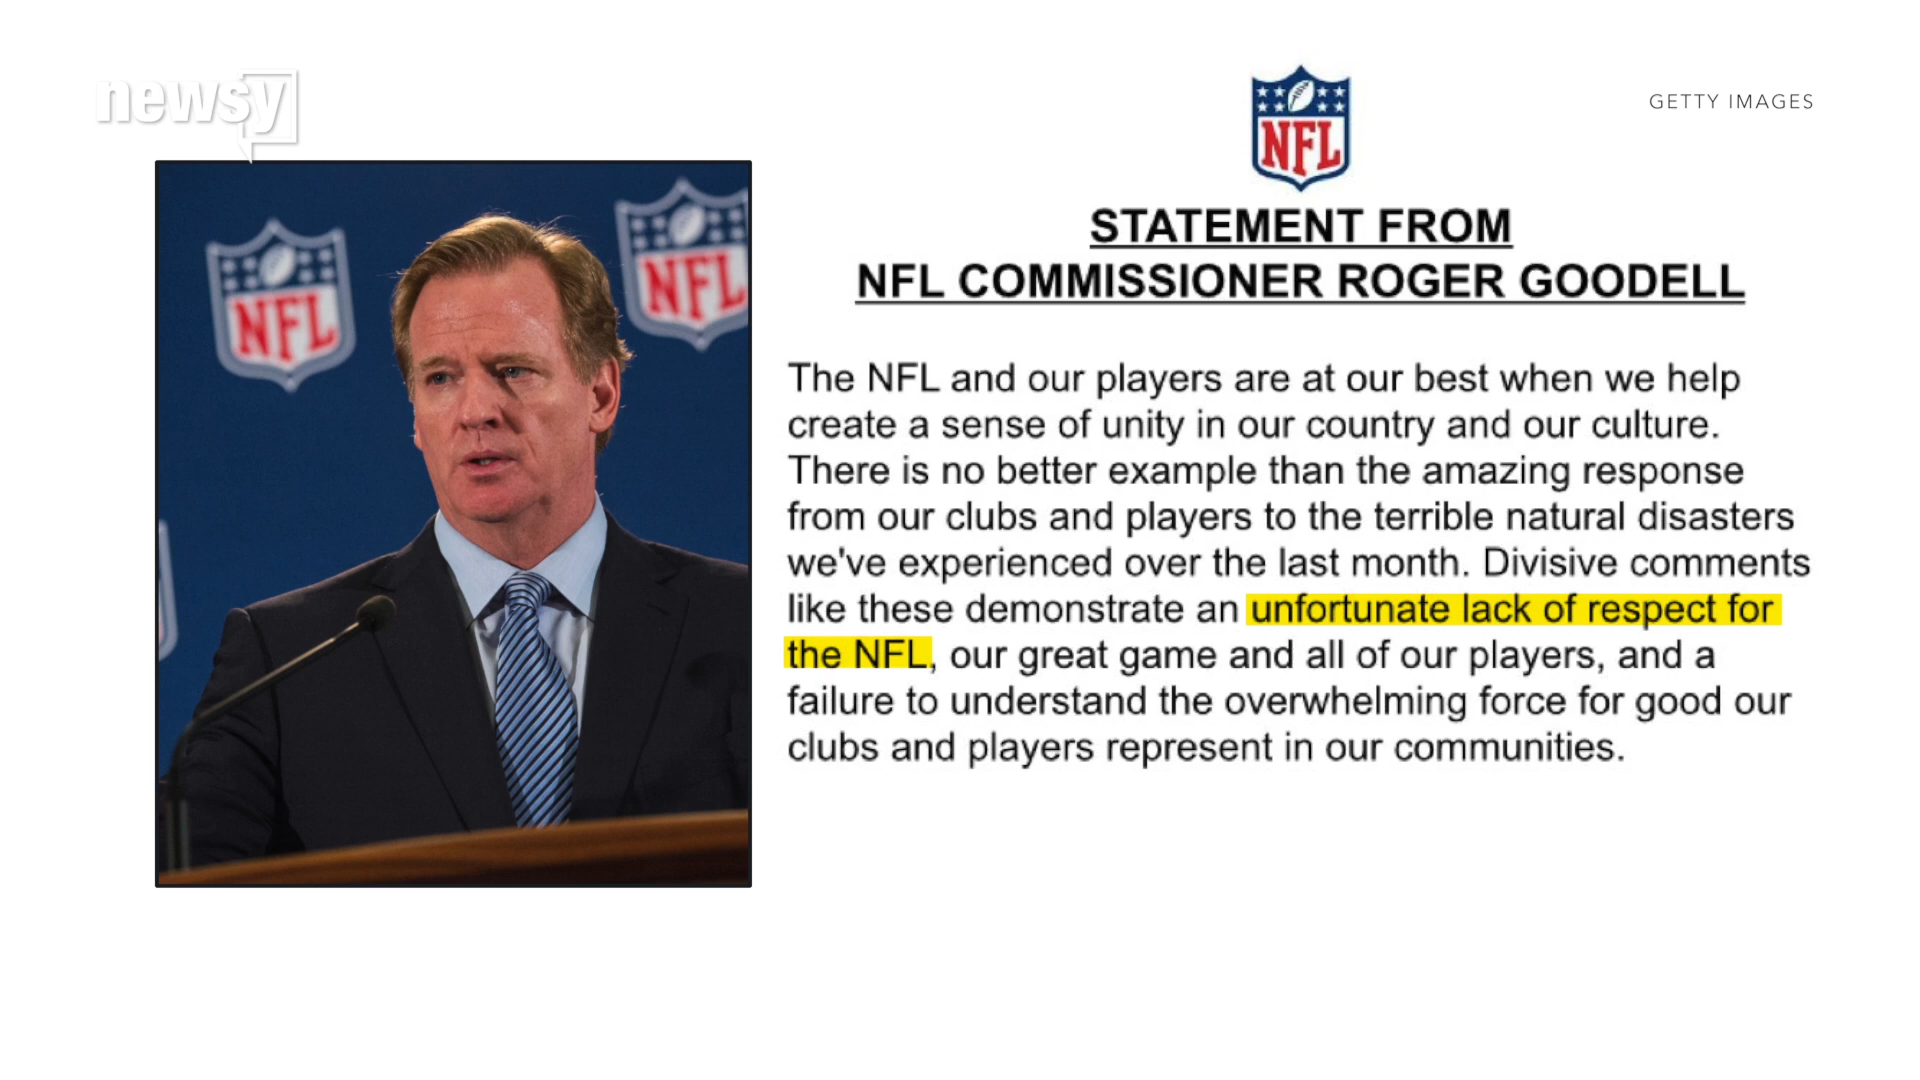 newsy
GETTY IMAGES
NFL
NFL
NFL
STATEMENT FROM
NFL COMMISSIONER ROGER GOODELL
The NFL and our players are at our best when we help
create a sense of unity in our country and our culture.
There is no better example than the amazing response
from our clubs and players to the terrible natural disasters
we've experienced over the last month. Divisive comments
like these demonstrate an unfortunate lack of respect for
the NFL, our great game and all of our players, and a
failure to understand the overwhelming force for good our
clubs and players represent in our communities.